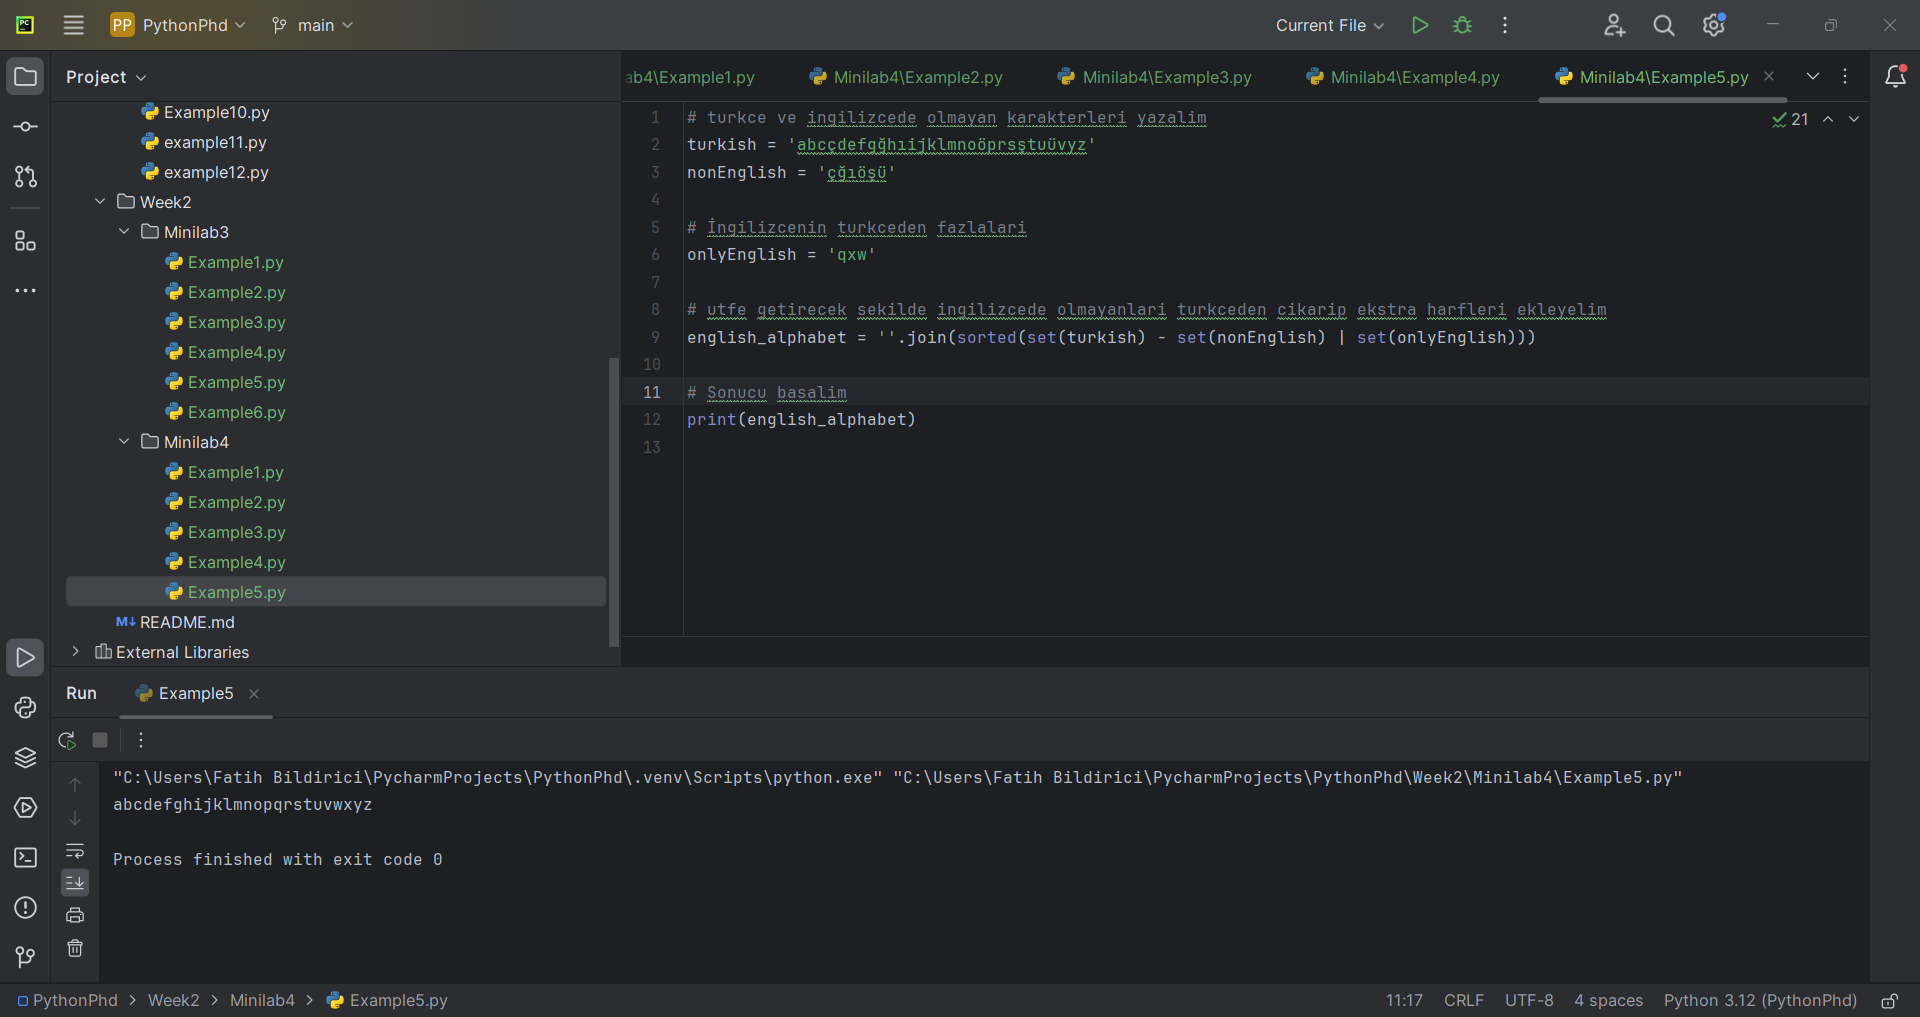 PC
PP PythonPhd main Current File
Project
Example10.py
example11.py
example12.py
Week2
Minilab3
Example1.py
Example2.py
Example3.py
Example4.py
Example5.py
Example6.py
Minilab4
Example1.py
Example2.py
Example3.py
Example4.py
Example5.py
M↓ README.md
External Libraries
ab4\Example1.py Minilab4\Example2.py Minilab4\Example3.py Minilab4\Example4.py Minilab4\Example5.py
21
1 # turkce ve ingilizcede olmayan karakterleri yazalim
2 turkish = 'abcçdefgğhıijklmnoöprsştuüvyz'
3 nonEnglish = 'çğıöşü'
4
5 # İngilizcenin turkceden fazlalari
6 onlyEnglish = 'qxw'
7
8 # utfe getirecek sekilde ingilizcede olmayanlari turkceden cikarip ekstra harfleri ekleyelim
9 english_alphabet = ''.join(sorted(set(turkish) - set(nonEnglish) | set(onlyEnglish)))
10
11 # Sonucu basalim
12 print(english_alphabet)
13
Run Example5
"C:\Users\Fatih Bildirici\PycharmProjects\PythonPhd\.venv\Scripts\python.exe" "C:\Users\Fatih Bildirici\PycharmProjects\PythonPhd\Week2\Minilab4\Example5.py"
abcdefghijklmnopqrstuvwxyz
Process finished with exit code 0
PythonPhd > Week2 > Minilab4 > Example5.py 11:17 CRLF UTF-8 4 spaces Python 3.12 (PythonPhd)